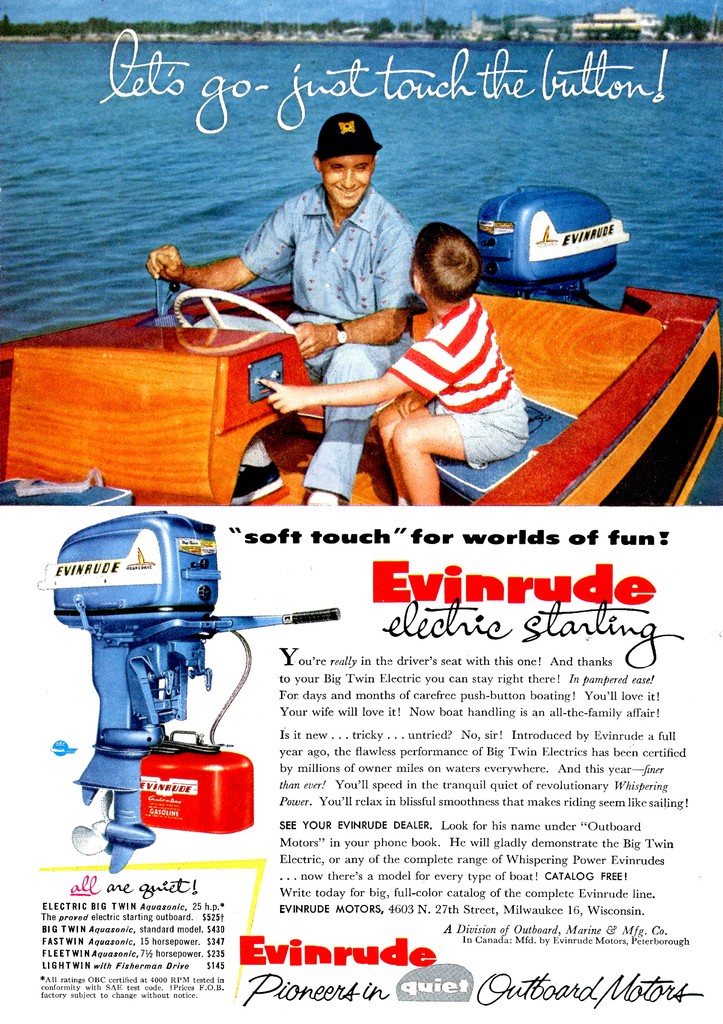 let's go - just touch the button!
EVINRUDE
"soft touch" for worlds of fun!
EVINRUDE
AQUASONIC
Evinrude
electric starting
You're really in the driver's seat with this one! And thanks
to your Big Twin Electric you can stay right there! In pampered ease!
For days and months of carefree push-button boating! You'll love it!
Your wife will love it! Now boat handling is an all-the-family affair!
Is it new . . . tricky . . . untried? No, sir! Introduced by Evinrude a full
year ago, the flawless performance of Big Twin Electrics has been certified
by millions of owner miles on waters everywhere. And this year—finer
than ever! You'll speed in the tranquil quiet of revolutionary Whispering
Power. You'll relax in blissful smoothness that makes riding seem like sailing!
EVINRUDE
Cruis-a-Day
GASOLINE
SEE YOUR EVINRUDE DEALER. Look for his name under "Outboard
Motors" in your phone book. He will gladly demonstrate the Big Twin
Electric, or any of the complete range of Whispering Power Evinrudes
. . . now there's a model for every type of boat! CATALOG FREE!
Write today for big, full-color catalog of the complete Evinrude line.
EVINRUDE MOTORS, 4603 N. 27th Street, Milwaukee 16, Wisconsin.
A Division of Outboard, Marine & Mfg. Co.
In Canada: Mfd. by Evinrude Motors, Peterborough
all are quiet!
ELECTRIC BIG TWIN Aquasonic, 25 h.p.*
The proved electric starting outboard. $525†
BIG TWIN Aquasonic, standard model. $430
FASTWIN Aquasonic, 15 horsepower. $347
FLEETWIN Aquasonic, 7½ horsepower. $235
LIGHTWIN with Fisherman Drive $145
*All ratings OBC certified at 4000 RPM tested in
conformity with SAE test code. †Prices F.O.B.
factory subject to change without notice.
Evinrude
Pioneers in quiet Outboard Motors